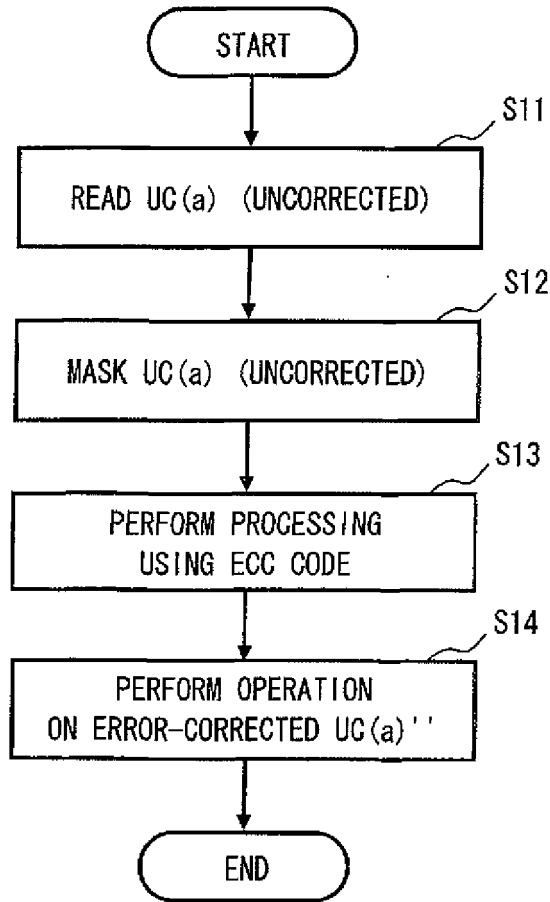 START
S11
READ UC(a) (UNCORRECTED)
S12
MASK UC(a) (UNCORRECTED)
S13
PERFORM PROCESSING
USING ECC CODE
S14
PERFORM OPERATION
ON ERROR-CORRECTED UC(a)''
END